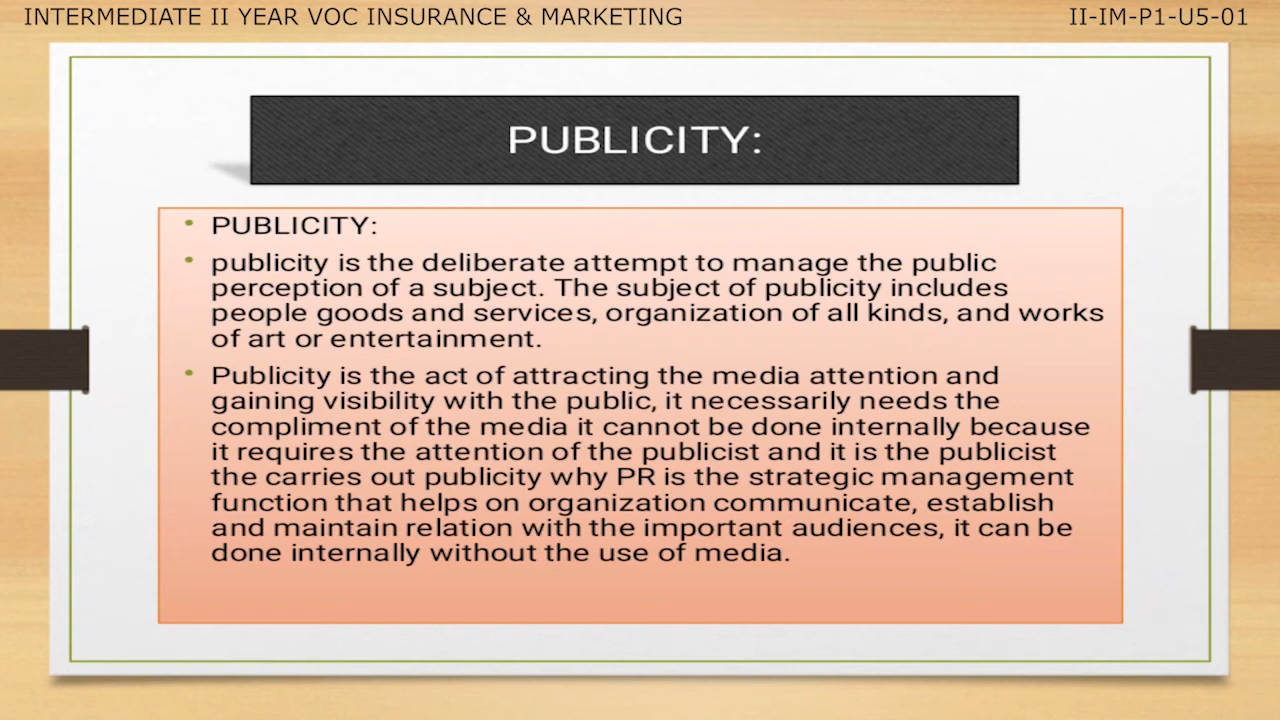 INTERMEDIATE II YEAR VOC INSURANCE & MARKETING
II-IM-P1-U5-01
PUBLICITY:
• PUBLICITY:
• publicity is the deliberate attempt to manage the public
perception of a subject. The subject of publicity includes
people goods and services, organization of all kinds, and works
of art or entertainment.
• Publicity is the act of attracting the media attention and
gaining visibility with the public, it necessarily needs the
compliment of the media it cannot be done internally because
it requires the attention of the publicist and it is the publicist
the carries out publicity why PR is the strategic management
function that helps on organization communicate, establish
and maintain relation with the important audiences, it can be
done internally without the use of media.